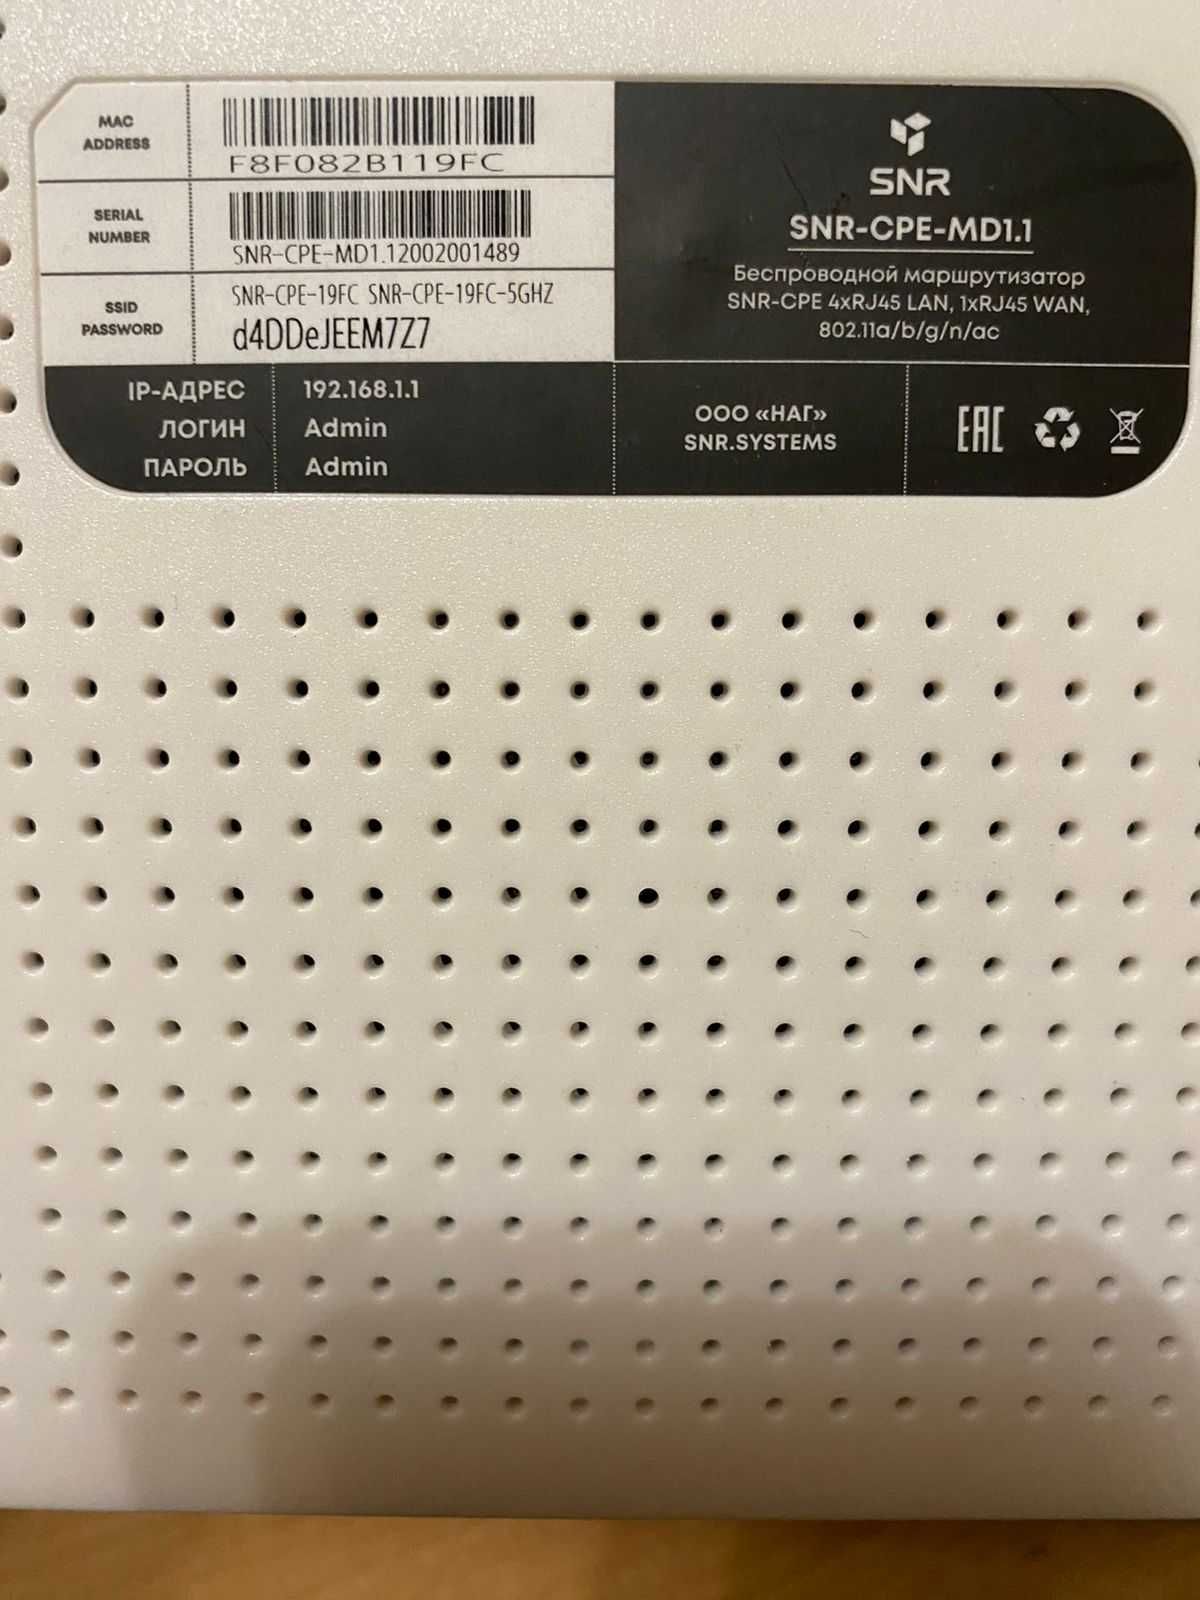 MAC
ADDRESS
F8F082B119FC
SERIAL
NUMBER
SNR-CPE-MD1.12002001489
SSID
PASSWORD
SNR-CPE-19FC SNR-CPE-19FC-5GHZ
d4DDeJEEM7Z7
SNR
SNR-CPE-MD1.1
Беспроводной маршрутизатор
SNR-CPE 4xRJ45 LAN, 1xRJ45 WAN,
802.11a/b/g/n/ac
IP-АДРЕС 192.168.1.1
ЛОГИН Admin
ПАРОЛЬ Admin
ООО «НАГ»
SNR.SYSTEMS
EAC